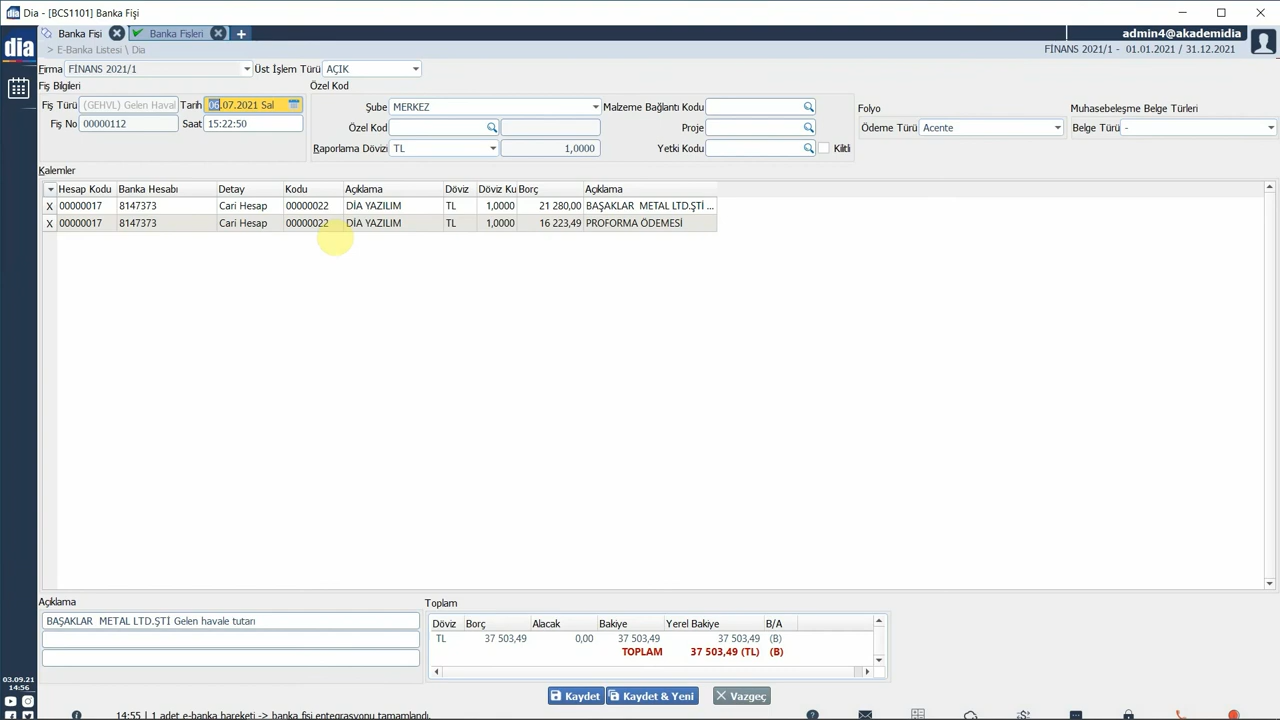 Dia - [BCS1101] Banka Fişi
dia
Banka Fisi
Banka Fisleri
admin4@akademidia
> E-Banka Listesi \ Dia
FİNANS 2021/1 - 01.01.2021 / 31.12.2021
Firma FİNANS 2021/1 Üst İşlem Türü AÇIK
Fiş Bilgileri
Özel Kod
Fiş Türü (GEHVL) Gelen Haval Tarih 06.07.2021 Sal
Fiş No 00000112 Saat 15:22:50
Şube MERKEZ Malzeme Bağlantı Kodu
Özel Kod Proje
Raporlama Dövizi TL 1,0000 Yetki Kodu Kilitli
Folyo
Ödeme Türü Acente
Muhasebeleşme Belge Türleri
Belge Türü -
Kalemler
Hesap Kodu Banka Hesabı Detay Kodu Açıklama Döviz Döviz Ku Borç Açıklama
X 00000017 8147373 Cari Hesap 00000022 DİA YAZILIM TL 1,0000 21 280,00 BAŞAKLAR METAL LTD.ŞTİ ...
X 00000017 8147373 Cari Hesap 00000022 DİA YAZILIM TL 1,0000 16 223,49 PROFORMA ÖDEMESİ
Açıklama
BAŞAKLAR METAL LTD.ŞTİ Gelen havale tutarı
Toplam
Döviz Borç Alacak Bakiye Yerel Bakiye B/A
TL 37 503,49 0,00 37 503,49 37 503,49 (B)
TOPLAM 37 503,49 (TL) (B)
Kaydet Kaydet & Yeni Vazgeç
03.09.21
14:56
14:55 | 1 adet e-banka hareketi -> banka fişi entegrasyonu tamamlandı.